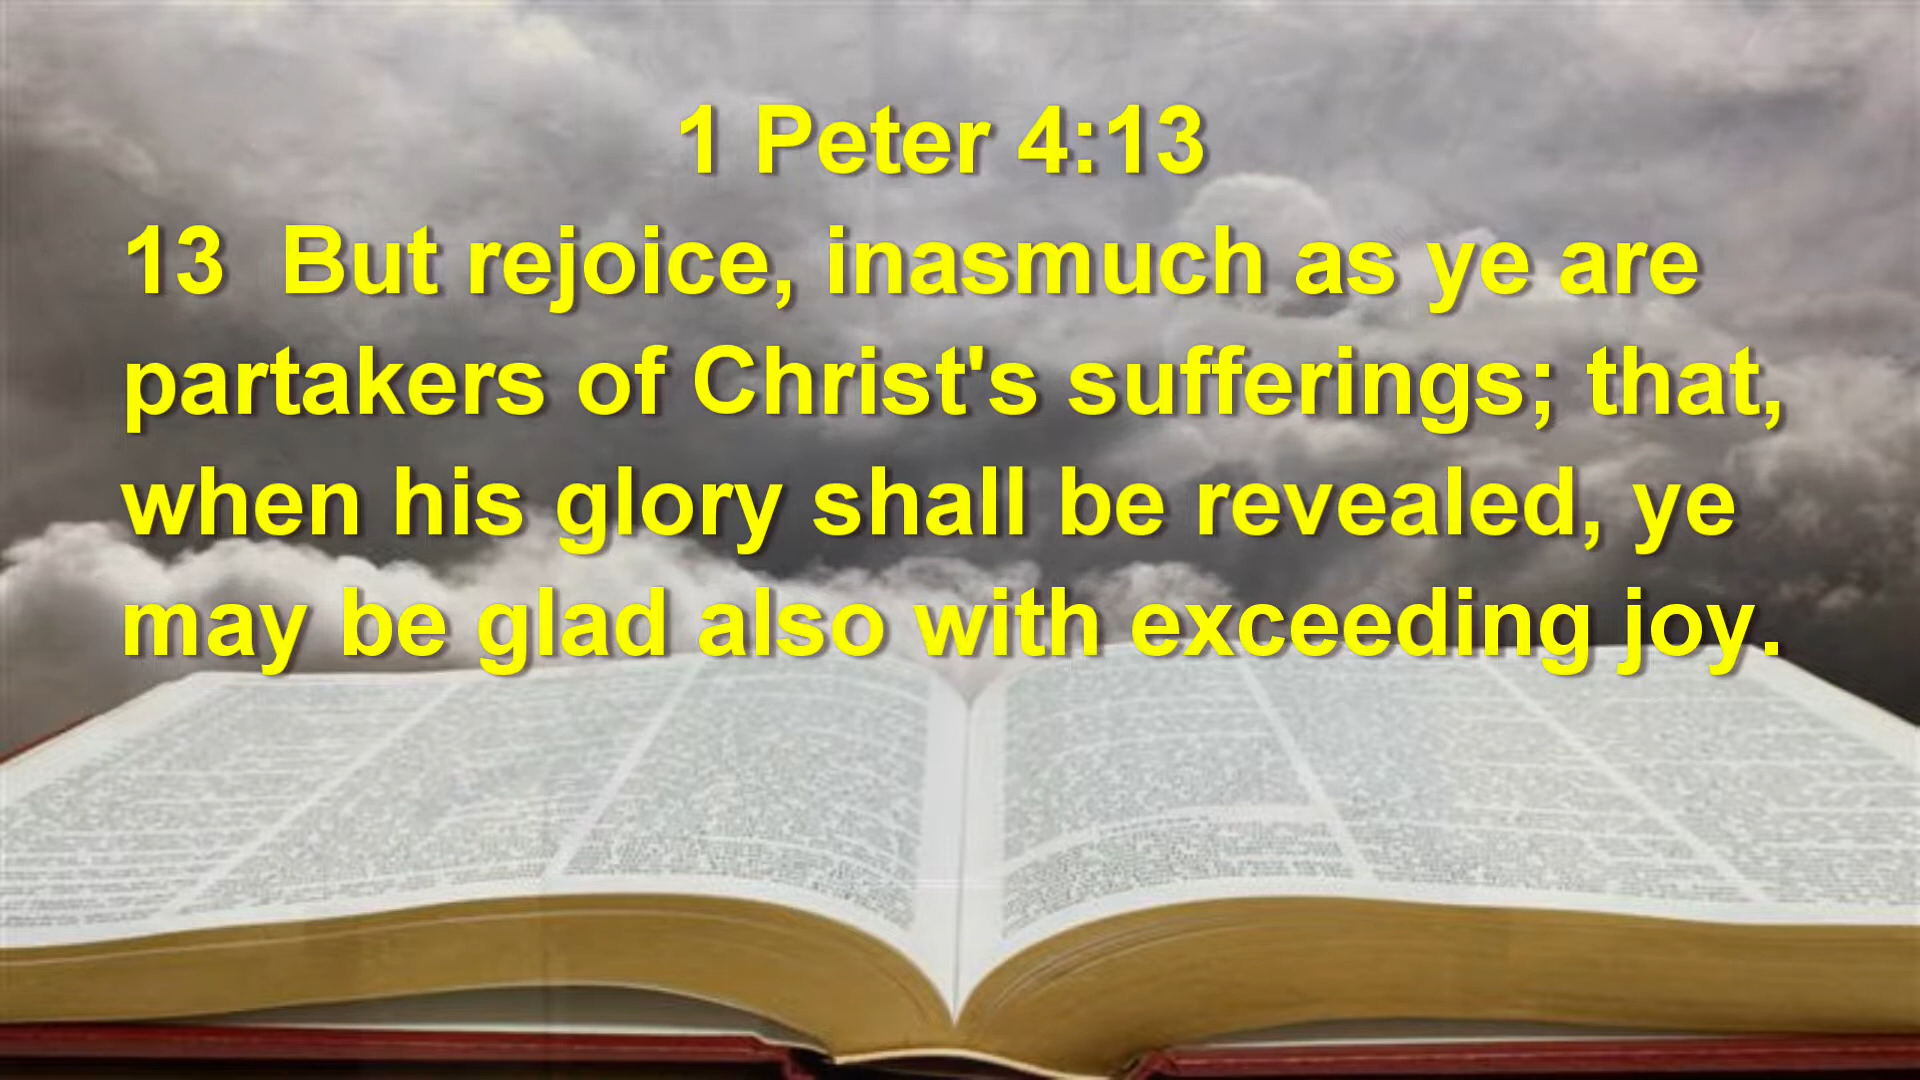 1 Peter 4:13
13 But rejoice, inasmuch as ye are
partakers of Christ's sufferings; that,
when his glory shall be revealed, ye
may be glad also with exceeding joy.